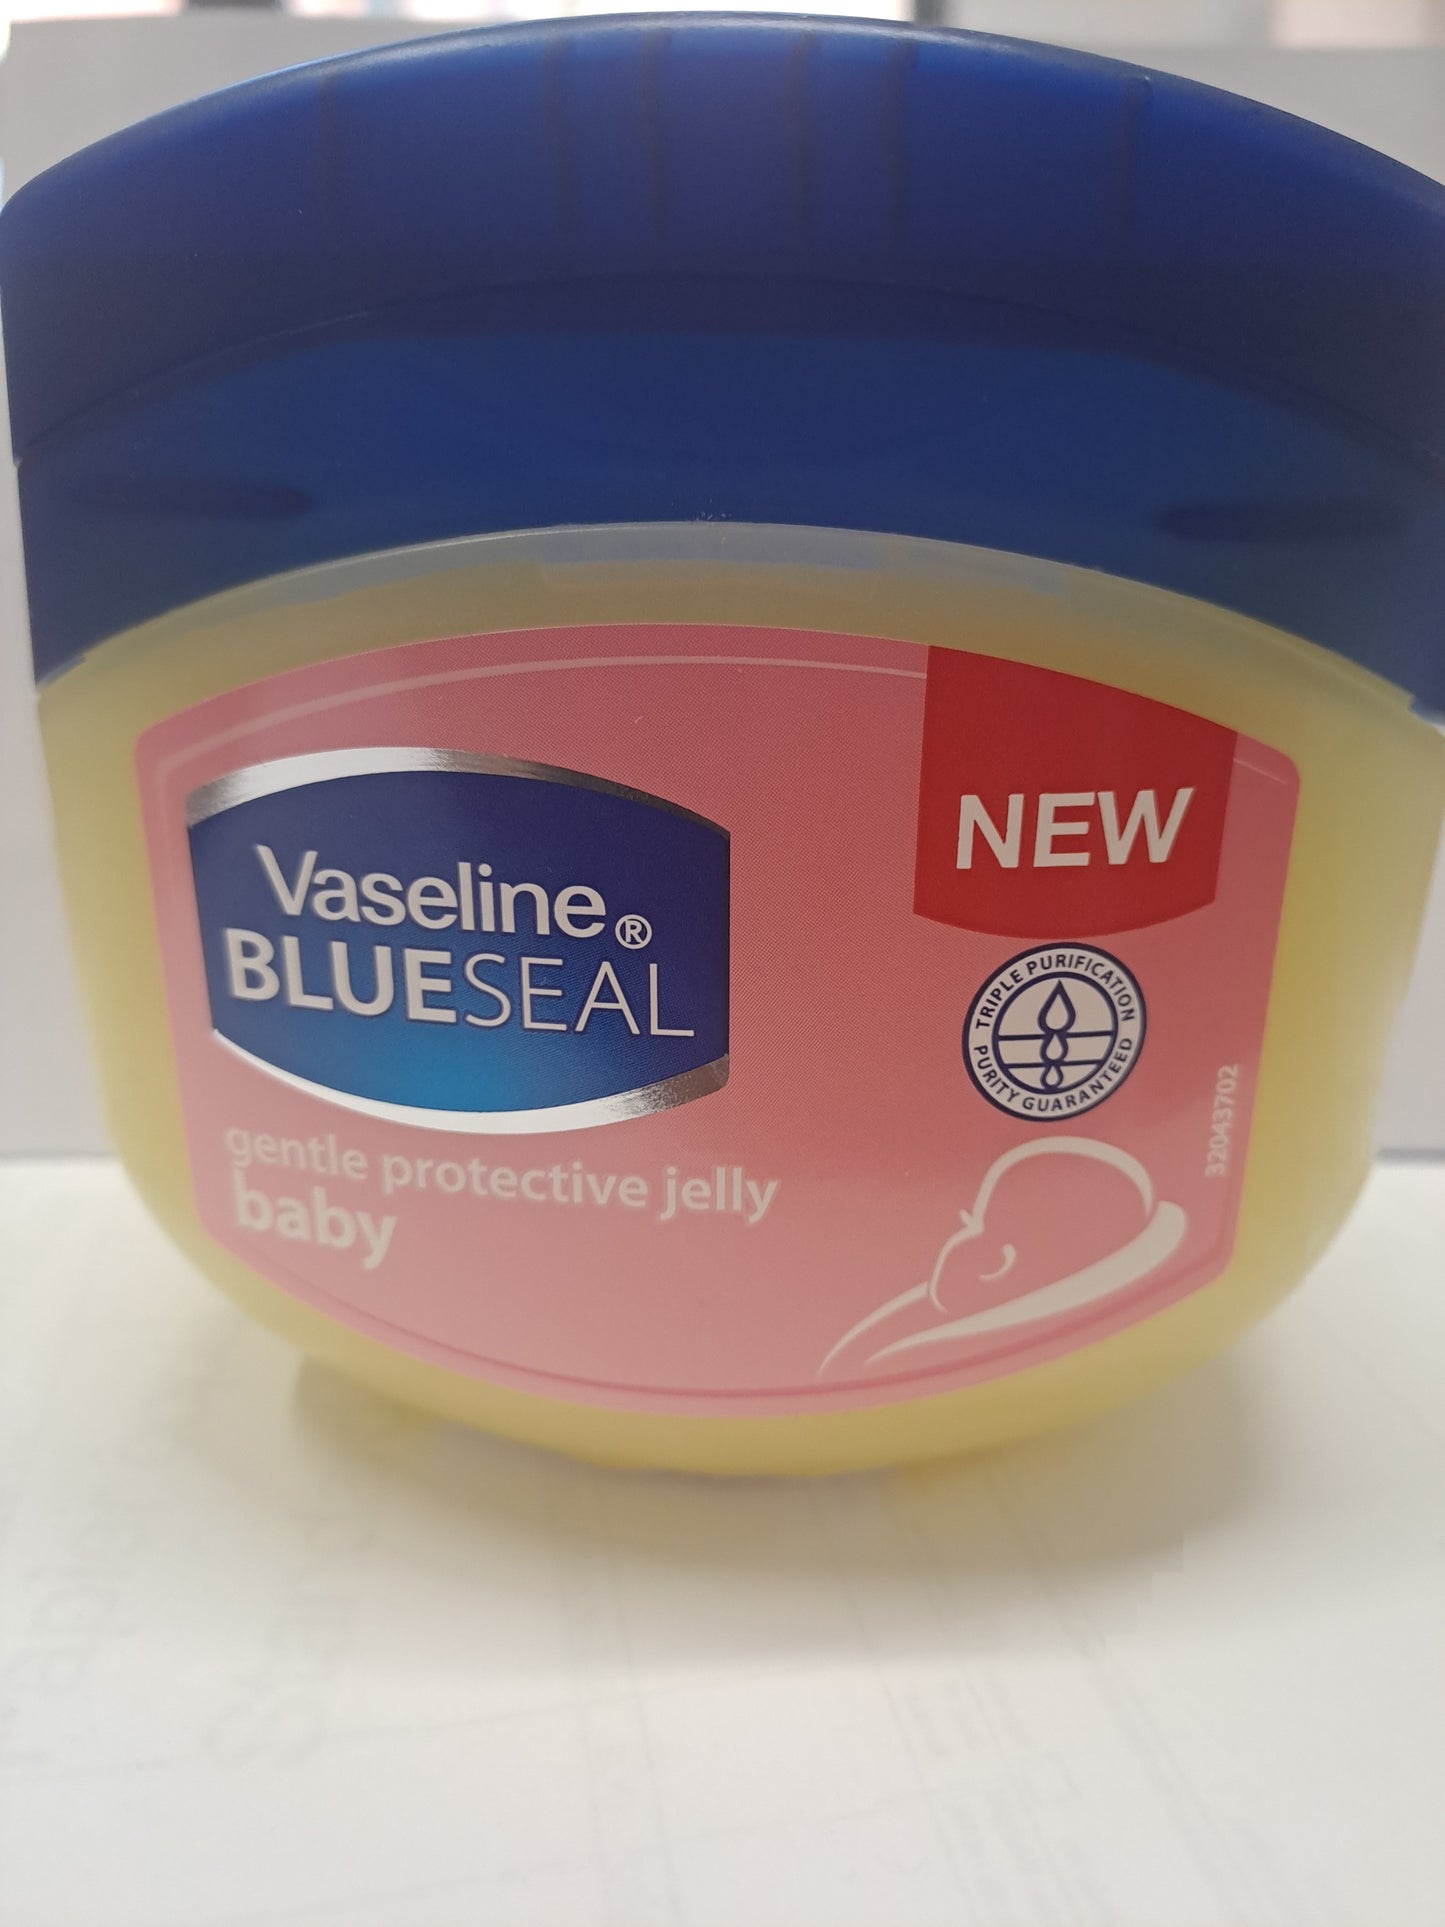 Vaseline®
BLUESEAL
gentle protective jelly
baby
NEW
TRIPLE PURIFICATION
PURITY GUARANTEED
32043702